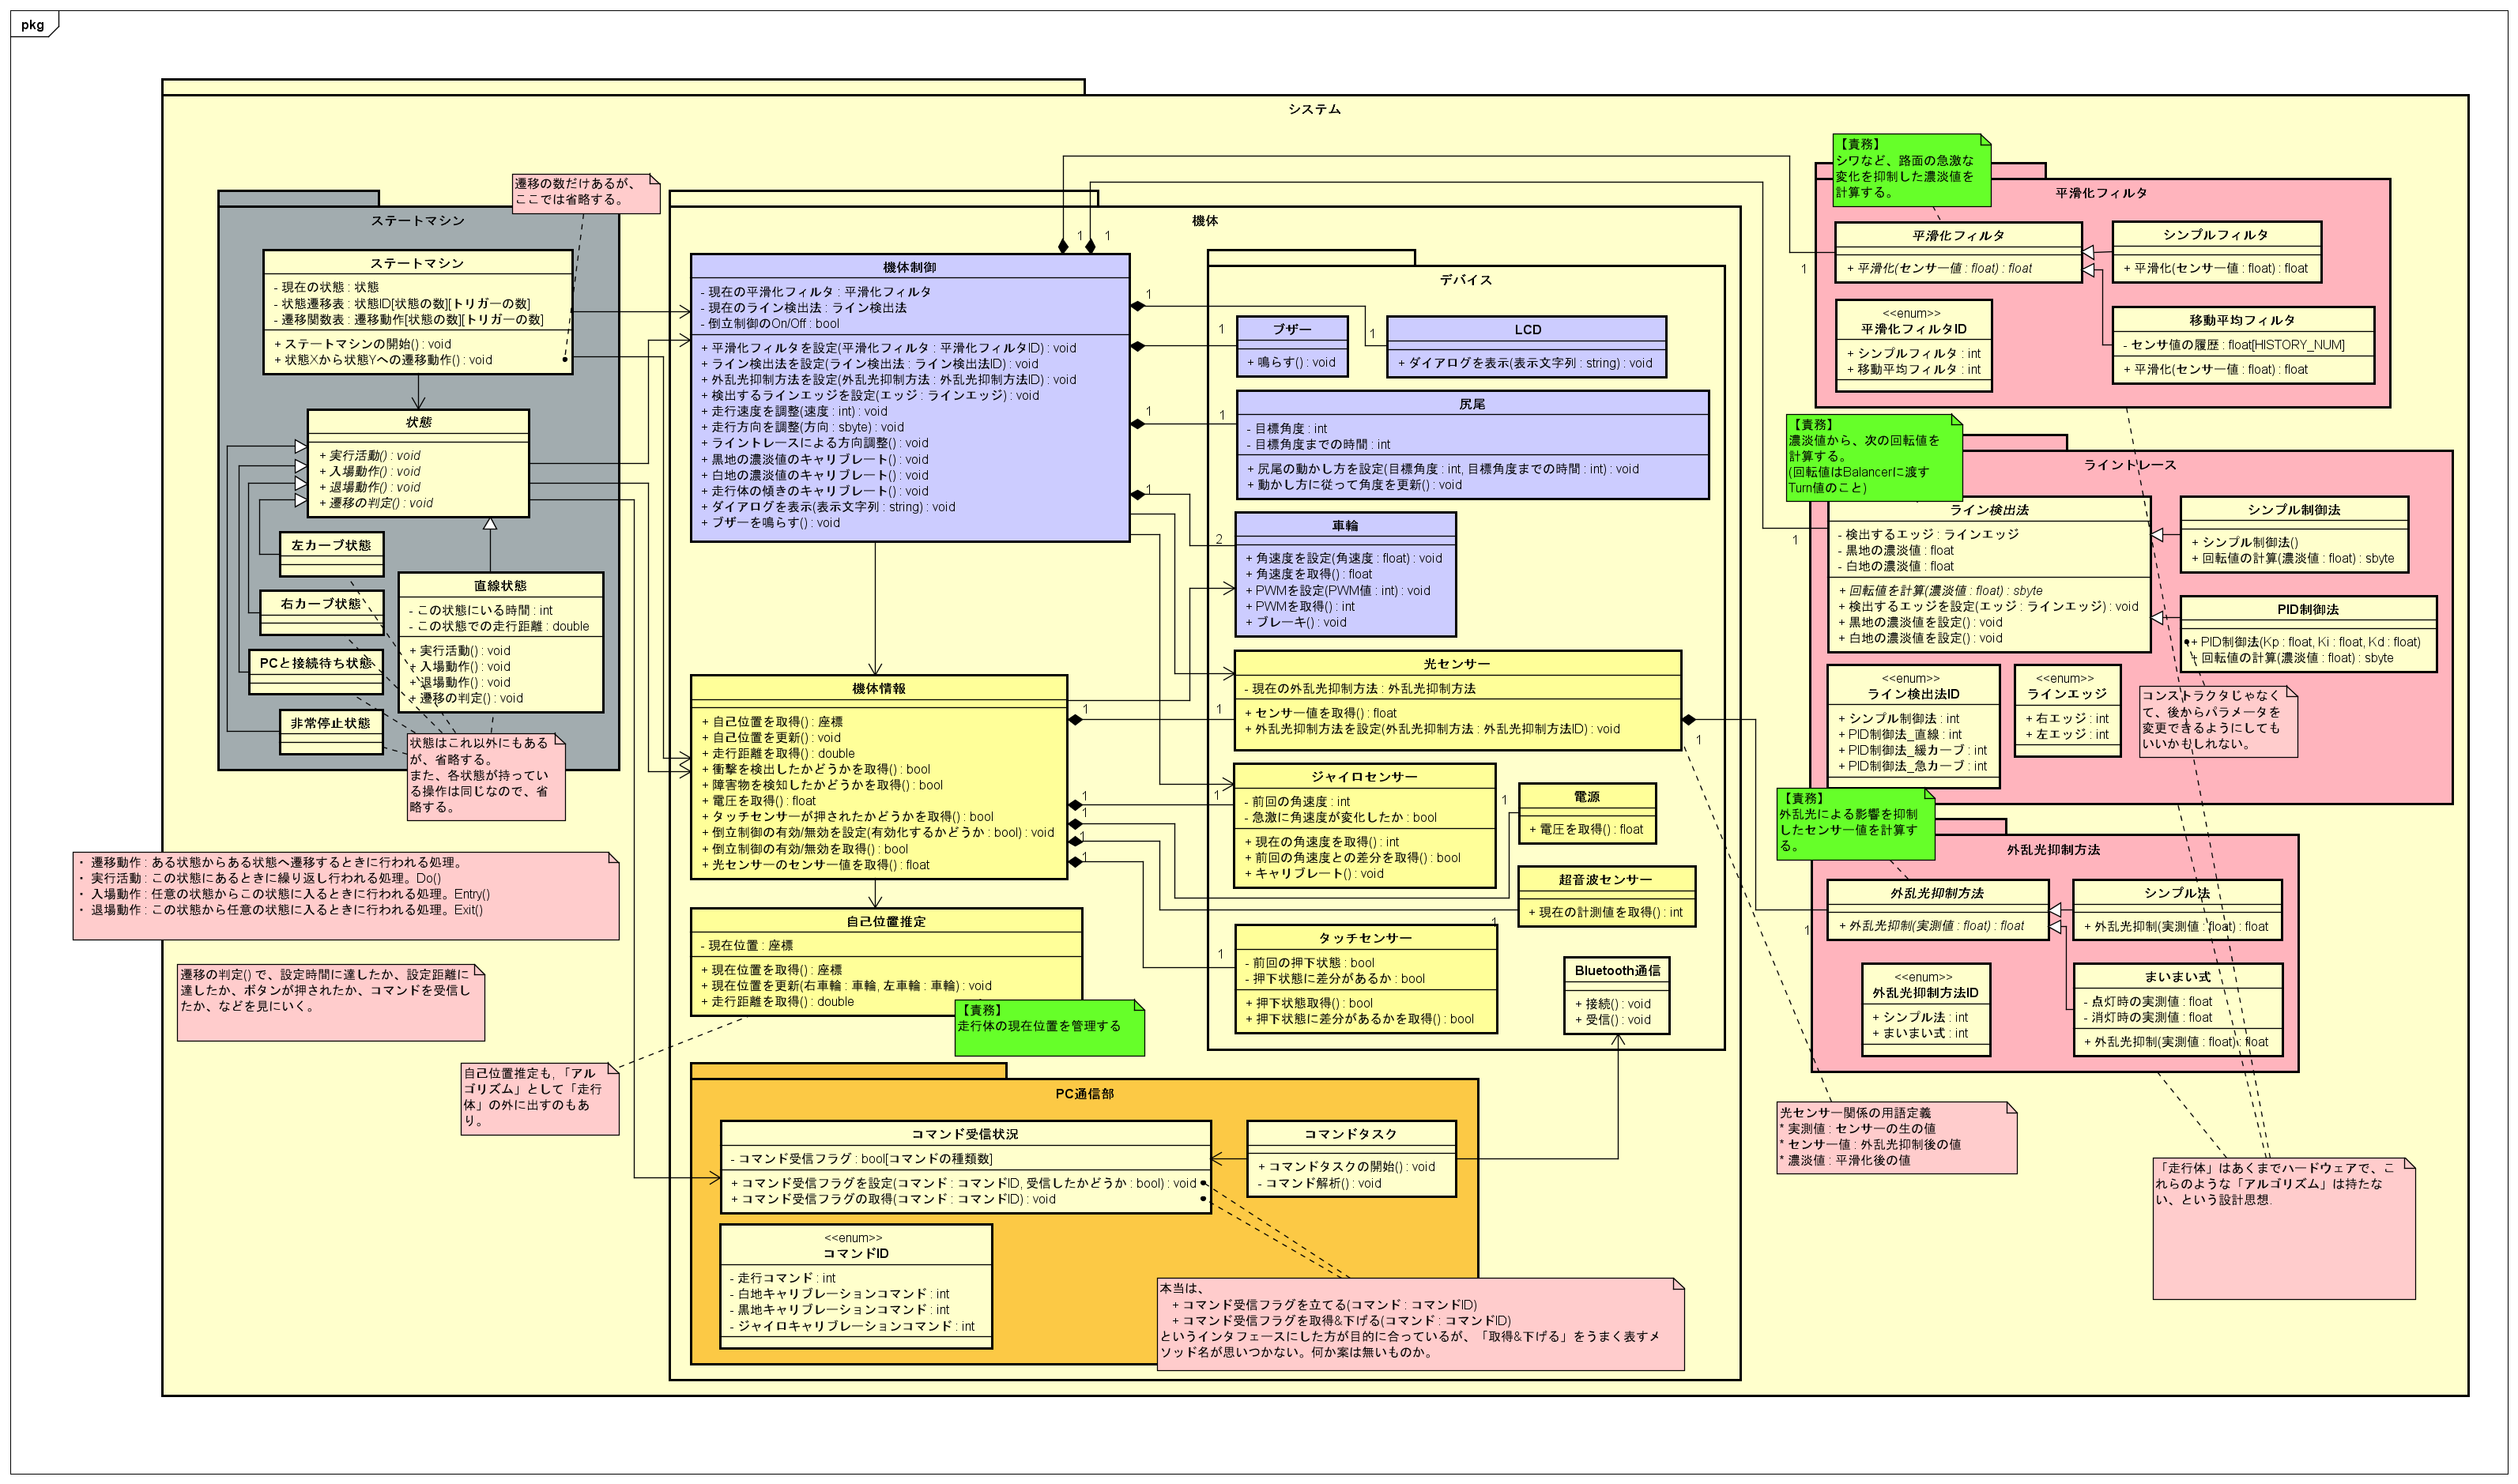 pkg
システム
ステートマシン
遷移の数だけあるが、
ここでは省略する。
ステートマシン
- 現在の状態 : 状態
- 状態遷移表 : 状態ID[状態の数][トリガーの数]
- 遷移関数表 : 遷移動作[状態の数][トリガーの数]
+ ステートマシンの開始() : void
+ 状態Xから状態Yへの遷移動作() : void
状態
+ 実行活動() : void
+ 入場動作() : void
+ 退場動作() : void
+ 遷移の判定() : void
左カーブ状態
右カーブ状態
PCと接続待ち状態
非常停止状態
直線状態
- この状態にいる時間 : int
- この状態での走行距離 : double
+ 実行活動() : void
+ 入場動作() : void
+ 退場動作() : void
+ 遷移の判定() : void
状態はこれ以外にもある
が、省略する。
また、各状態が持ってい
る操作は同じなので、省
略する。
・ 遷移動作 : ある状態からある状態へ遷移するときに行われる処理。
・ 実行活動 : この状態にあるときに繰り返し行われる処理。Do()
・ 入場動作 : 任意の状態からこの状態に入るときに行われる処理。Entry()
・ 退場動作 : この状態から任意の状態に入るときに行われる処理。Exit()
遷移の判定() で、設定時間に達したか、設定距離に
達したか、ボタンが押されたか、コマンドを受信し
たか、などを見にいく。
機体
機体制御
- 現在の平滑化フィルタ : 平滑化フィルタ
- 現在のライン検出法 : ライン検出法
- 倒立制御のOn/Off : bool
+ 平滑化フィルタを設定(平滑化フィルタ : 平滑化フィルタID) : void
+ ライン検出法を設定(ライン検出法 : ライン検出法ID) : void
+ 外乱光抑制方法を設定(外乱光抑制方法 : 外乱光抑制方法ID) : void
+ 検出するラインエッジを設定(エッジ : ラインエッジ) : void
+ 走行速度を調整(速度 : int) : void
+ 走行方向を調整(方向 : sbyte) : void
+ ライントレースによる方向調整() : void
+ 黒地の濃淡値のキャリブレート() : void
+ 白地の濃淡値のキャリブレート() : void
+ 走行体の傾きのキャリブレート() : void
+ ダイアログを表示(表示文字列 : string) : void
+ ブザーを鳴らす() : void
1
1
1
1
1
1
1
1
1
2
機体情報
+ 自己位置を取得() : 座標
+ 自己位置を更新() : void
+ 走行距離を取得() : double
+ 衝撃を検出したかどうかを取得() : bool
+ 障害物を検知したかどうかを取得() : bool
+ 電圧を取得() : float
+ タッチセンサーが押されたかどうかを取得() : bool
+ 倒立制御の有効/無効を設定(有効化するかどうか : bool) : void
+ 倒立制御の有効/無効を取得() : bool
+ 光センサーのセンサー値を取得() : float
1
1
1
1
1
1
1
1
1
1
自己位置推定
- 現在位置 : 座標
+ 現在位置を取得() : 座標
+ 現在位置を更新(右車輪 : 車輪, 左車輪 : 車輪) : void
+ 走行距離を取得() : double
【責務】
走行体の現在位置を管理する
自己位置推定も、「アル
ゴリズム」として「走行
体」の外に出すのもあ
り。
デバイス
ブザー
+ 鳴らす() : void
LCD
+ ダイアログを表示(表示文字列 : string) : void
尻尾
- 目標角度 : int
- 目標角度までの時間 : int
+ 尻尾の動かし方を設定(目標角度 : int, 目標角度までの時間 : int) : void
+ 動かし方に従って角度を更新() : void
車輪
+ 角速度を設定(角速度 : float) : void
+ 角速度を取得() : float
+ PWMを設定(PWM値 : int) : void
+ PWMを取得() : int
+ ブレーキ() : void
光センサー
- 現在の外乱光抑制方法 : 外乱光抑制方法
+ センサー値を取得() : float
+ 外乱光抑制方法を設定(外乱光抑制方法 : 外乱光抑制方法ID) : void
1
ジャイロセンサー
- 前回の角速度 : int
- 急激に角速度が変化したか : bool
+ 現在の角速度を取得() : int
+ 前回の角速度との差分を取得() : bool
+ キャリブレート() : void
電源
+ 電圧を取得() : float
超音波センサー
+ 現在の計測値を取得() : int
タッチセンサー
- 前回の押下状態 : bool
- 押下状態に差分があるか : bool
+ 押下状態取得() : bool
+ 押下状態に差分があるかを取得() : bool
Bluetooth通信
+ 接続() : void
+ 受信() : void
PC通信部
コマンド受信状況
- コマンド受信フラグ : bool[コマンドの種類数]
+ コマンド受信フラグを設定(コマンド : コマンドID, 受信したかどうか : bool) : void
+ コマンド受信フラグの取得(コマンド : コマンドID) : void
コマンドタスク
+ コマンドタスクの開始() : void
- コマンド解析() : void
<<enum>>
コマンドID
- 走行コマンド : int
- 白地キャリブレーションコマンド : int
- 黒地キャリブレーションコマンド : int
- ジャイロキャリブレーションコマンド : int
本当は、
+ コマンド受信フラグを立てる(コマンド : コマンドID)
+ コマンド受信フラグを取得&下げる(コマンド : コマンドID)
というインタフェースにした方が目的に合っているが、「取得&下げる」をうまく表すメ
ソッド名が思いつかない。何か案は無いものか。
【責務】
シワなど、路面の急激な
変化を抑制した濃淡値を
計算する。
平滑化フィルタ
平滑化フィルタ
+ 平滑化(センサー値 : float) : float
1
シンプルフィルタ
+ 平滑化(センサー値 : float) : float
<<enum>>
平滑化フィルタID
+ シンプルフィルタ : int
+ 移動平均フィルタ : int
移動平均フィルタ
- センサ値の履歴 : float[HISTORY_NUM]
+ 平滑化(センサー値 : float) : float
【責務】
濃淡値から、次の回転値を
計算する。
(回転値はBalancerに渡す
Turn値のこと)
ライントレース
ライン検出法
- 検出するエッジ : ラインエッジ
- 黒地の濃淡値 : float
- 白地の濃淡値 : float
+ 回転値を計算(濃淡値 : float) : sbyte
+ 検出するエッジを設定(エッジ : ラインエッジ) : void
+ 黒地の濃淡値を設定() : void
+ 白地の濃淡値を設定() : void
1
シンプル制御法
+ シンプル制御法()
+ 回転値の計算(濃淡値 : float) : sbyte
PID制御法
+ PID制御法(Kp : float, Ki : float, Kd : float)
+ 回転値の計算(濃淡値 : float) : sbyte
<<enum>>
ライン検出法ID
+ シンプル制御法 : int
+ PID制御法_直線 : int
+ PID制御法_緩カーブ : int
+ PID制御法_急カーブ : int
<<enum>>
ラインエッジ
+ 右エッジ : int
+ 左エッジ : int
コンストラクタじゃなく
て、後からパラメータを
変更できるようにしても
いいかもしれない。
【責務】
外乱光による影響を抑制
したセンサー値を計算す
る。
外乱光抑制方法
外乱光抑制方法
+ 外乱光抑制(実測値 : float) : float
1
シンプル法
+ 外乱光抑制(実測値 : float) : float
<<enum>>
外乱光抑制方法ID
+ シンプル法 : int
+ まいまい式 : int
まいまい式
- 点灯時の実測値 : float
- 消灯時の実測値 : float
+ 外乱光抑制(実測値 : float) : float
光センサー関係の用語定義
* 実測値 : センサーの生の値
* センサー値 : 外乱光抑制後の値
* 濃淡値 : 平滑化後の値
「走行体」はあくまでハードウェアで、こ
れらのような「アルゴリズム」は持たな
い、という設計思想.